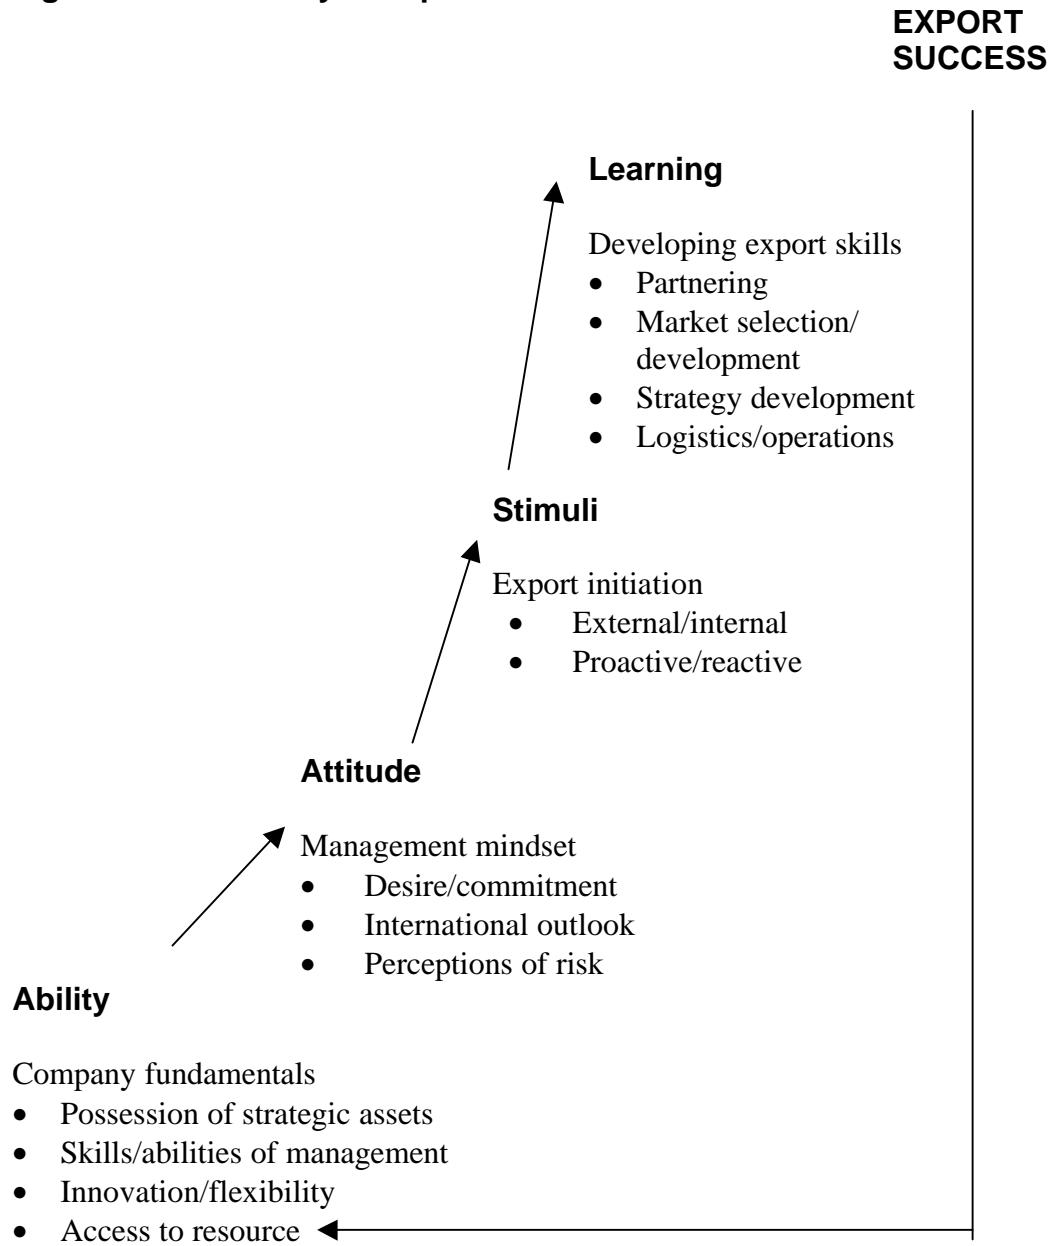 EXPORT
SUCCESS
Learning
Developing export skills
• Partnering
• Market selection/
development
• Strategy development
• Logistics/operations
Stimuli
Export initiation
• External/internal
• Proactive/reactive
Attitude
Management mindset
• Desire/commitment
• International outlook
• Perceptions of risk
Ability
Company fundamentals
• Possession of strategic assets
• Skills/abilities of management
• Innovation/flexibility
• Access to resource